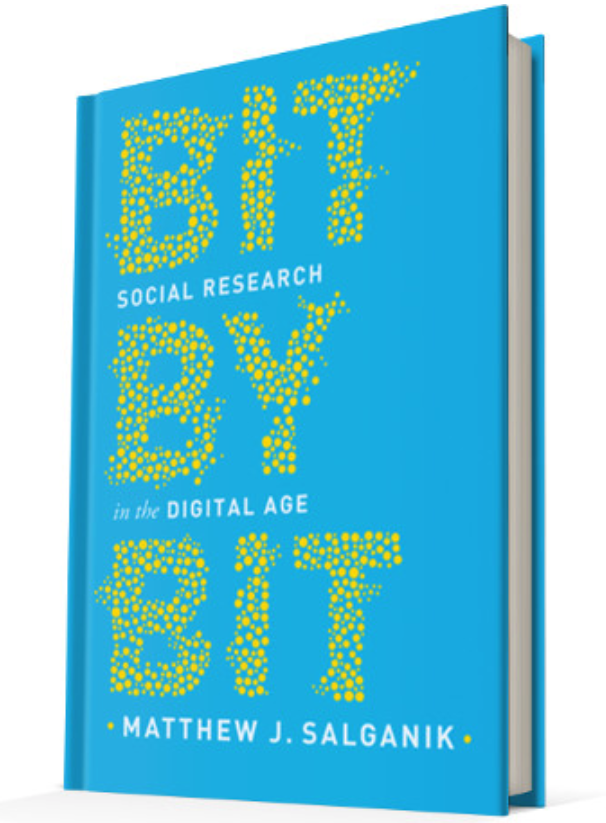 BIT
SOCIAL RESEARCH
BY
in the DIGITAL AGE
BIT
• MATTHEW J. SALGANIK •